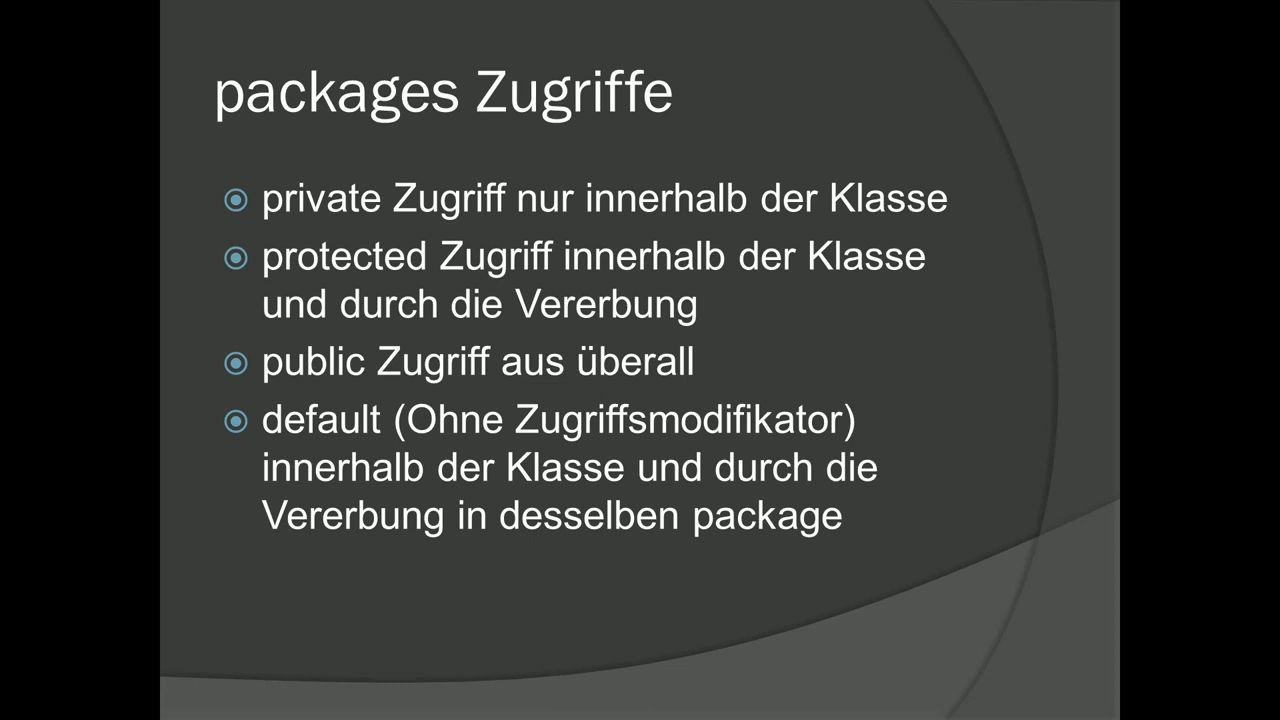 packages Zugriffe
private Zugriff nur innerhalb der Klasse
protected Zugriff innerhalb der Klasse
und durch die Vererbung
public Zugriff aus überall
default (Ohne Zugriffsmodifikator)
innerhalb der Klasse und durch die
Vererbung in desselben package